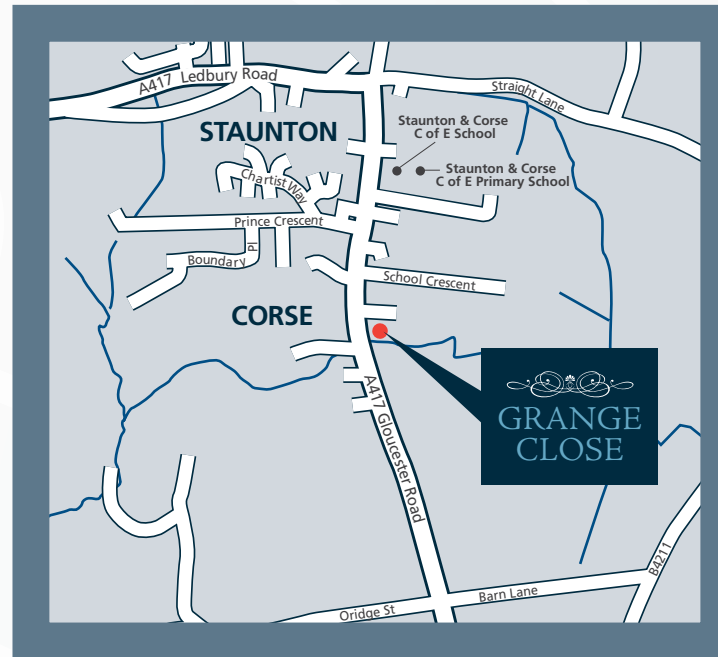 A417 Ledbury Road
Straight Lane
STAUNTON
Staunton & Corse
C of E School
Staunton & Corse
C of E Primary School
Chartist Way
Prince Crescent
Boundary Pl
School Crescent
CORSE
GRANGE
CLOSE
A417 Gloucester Road
B4211
Barn Lane
Oridge St